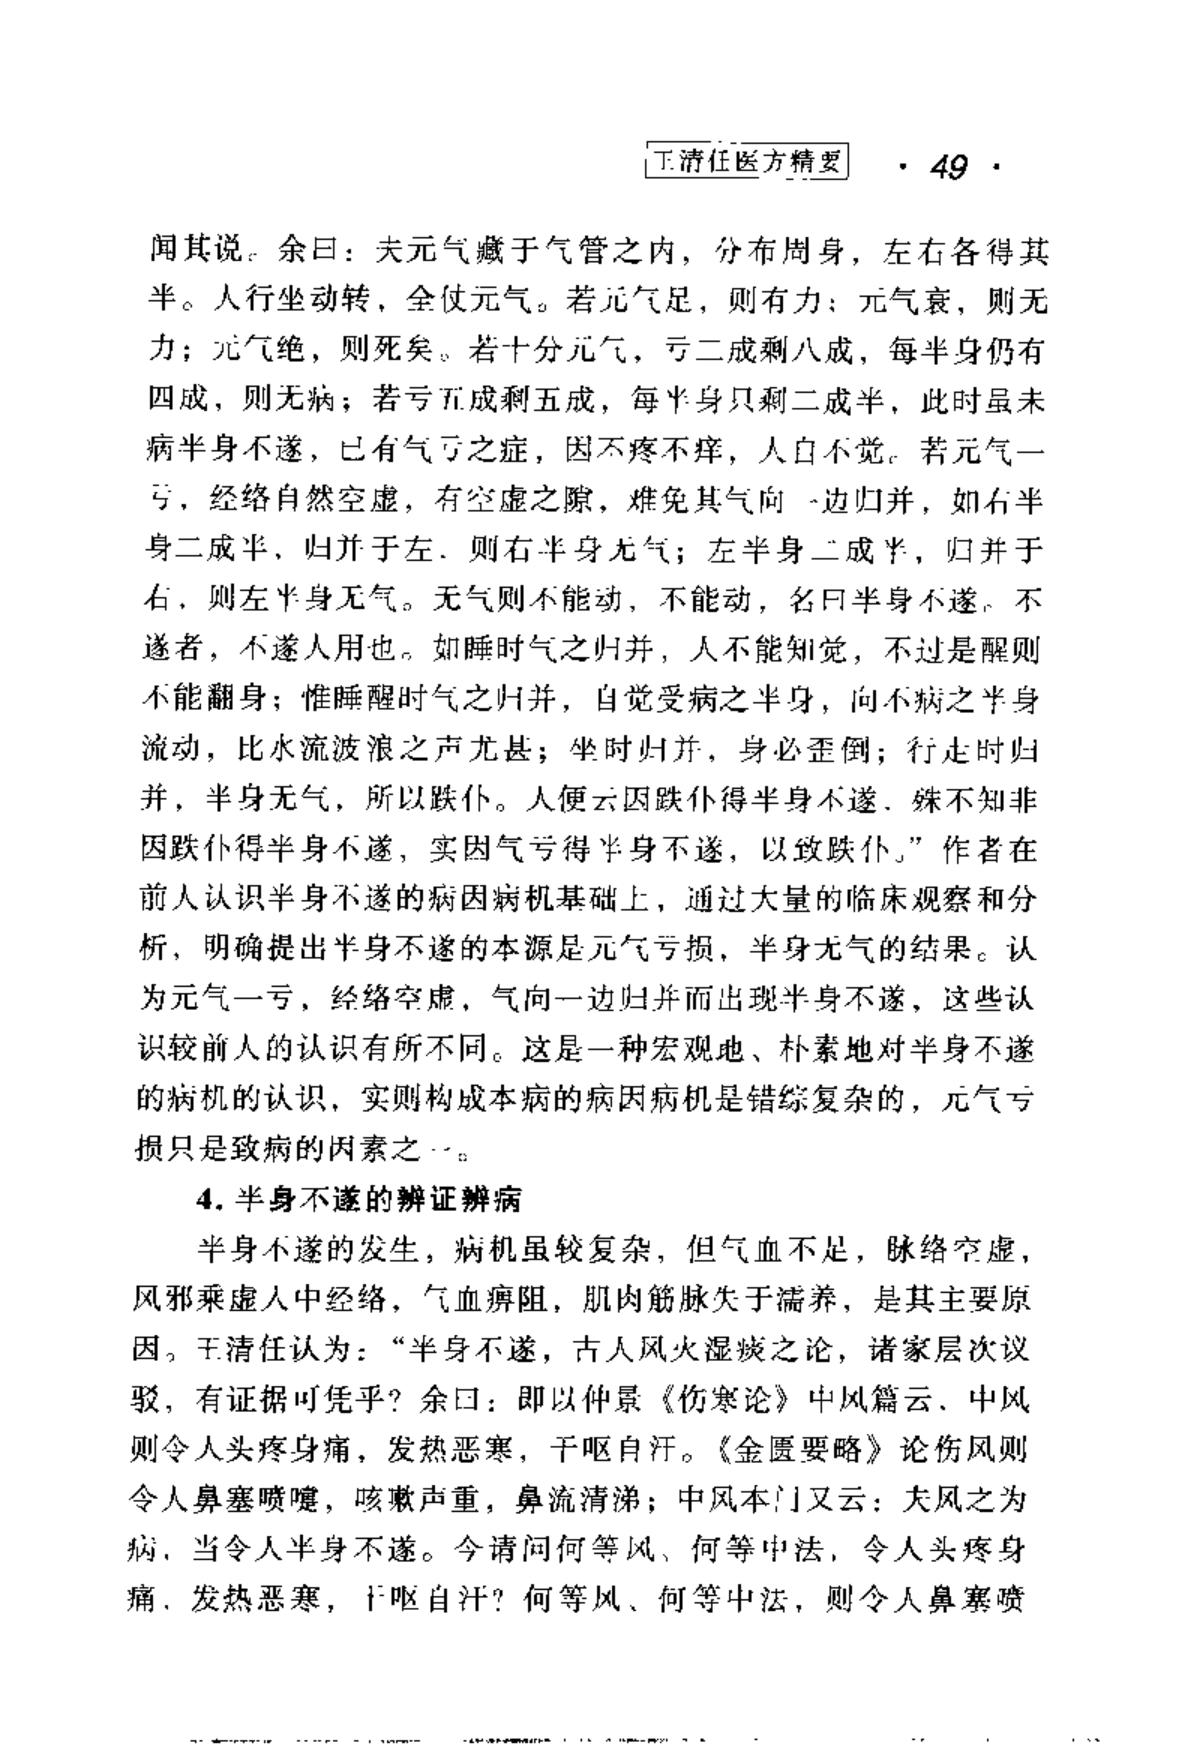 王清任医方精要 · 49 ·
闻其说。余曰：夫元气藏于气管之内，分布周身，左右各得其
半。人行坐动转，全仗元气。若元气足，则有力；元气衰，则无
力；元气绝，则死矣。若十分元气，亏二成剩八成，每半身仍有
四成，则无病；若亏五成剩五成，每半身只剩二成半，此时虽未
病半身不遂，已有气亏之症，因不疼不痒，人自不觉。若元气一
亏，经络自然空虚，有空虚之隙，难免其气向一边归并，如右半
身二成半，归并于左，则右半身无气；左半身二成半，归并于
右，则左半身无气。无气则不能动，不能动，名曰半身不遂。不
遂者，不遂人用也。如睡时气之归并，人不能知觉，不过是醒则
不能翻身；惟睡醒时气之归并，自觉受病之半身，向不病之半身
流动，比水流波浪之声尤甚；坐时归并，身必歪倒；行走时归
并，半身无气，所以跌仆。人便云因跌仆得半身不遂，殊不知非
因跌仆得半身不遂，实因气亏得半身不遂，以致跌仆。”作者在
前人认识半身不遂的病因病机基础上，通过大量的临床观察和分
析，明确提出半身不遂的本源是元气亏损，半身无气的结果。认
为元气一亏，经络空虚，气向一边归并而出现半身不遂，这些认
识较前人的认识有所不同。这是一种宏观地、朴素地对半身不遂
的病机的认识，实则构成本病的病因病机是错综复杂的，元气亏
损只是致病的因素之一。
4. 半身不遂的辨证辨病
半身不遂的发生，病机虽较复杂，但气血不足，脉络空虚，
风邪乘虚人中经络，气血痹阻，肌肉筋脉失于濡养，是其主要原
因。王清任认为：“半身不遂，古人风火湿痰之论，诸家层次议
驳，有证据可凭乎？余曰：即以仲景《伤寒论》中风篇云，中风
则令人头疼身痛，发热恶寒，干呕自汗。《金匮要略》论伤风则
令人鼻塞喷嚏，咳嗽声重，鼻流清涕；中风本门又云：夫风之为
病，当令人半身不遂。今请问何等风、何等中法，令人头疼身
痛，发热恶寒，干呕自汗？何等风、何等中法，则令人鼻塞喷